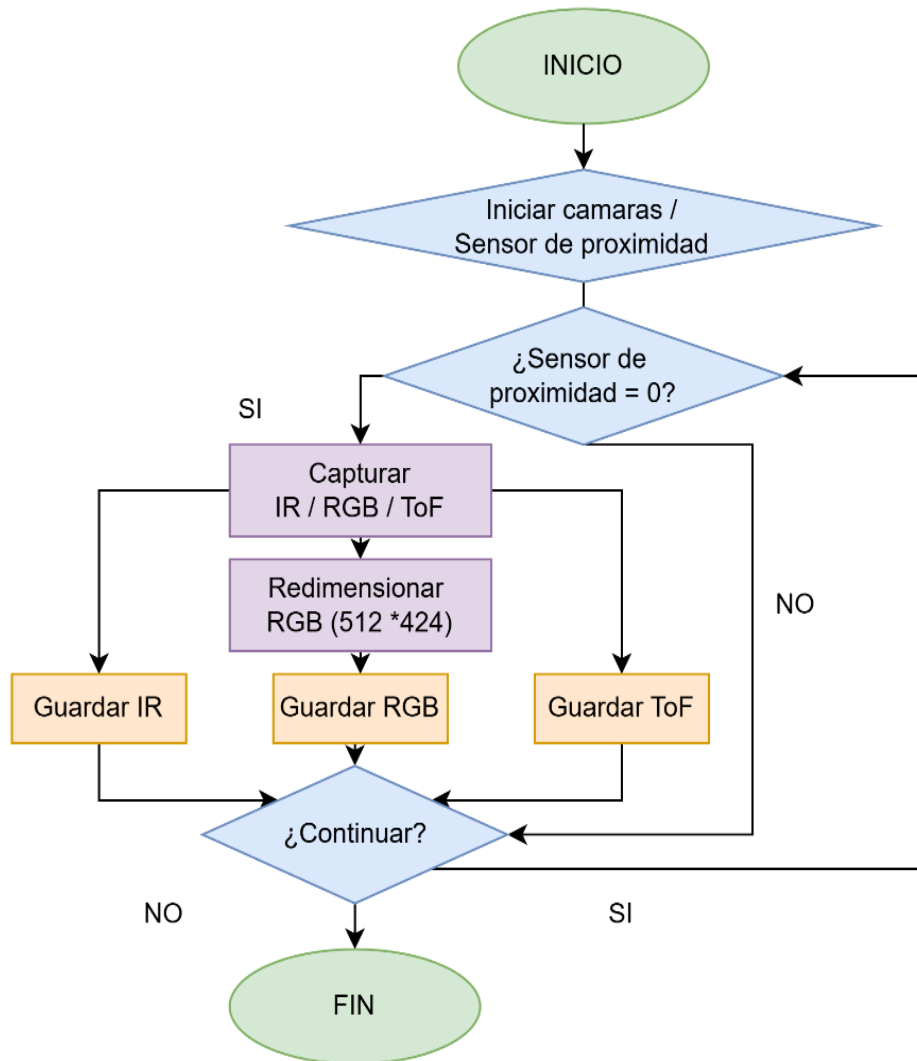 INICIO
Iniciar camaras /
Sensor de proximidad
¿Sensor de
proximidad = 0?
SI
Capturar
IR / RGB / ToF
Redimensionar
RGB (512 *424)
NO
Guardar IR
Guardar RGB
Guardar ToF
¿Continuar?
NO
SI
FIN